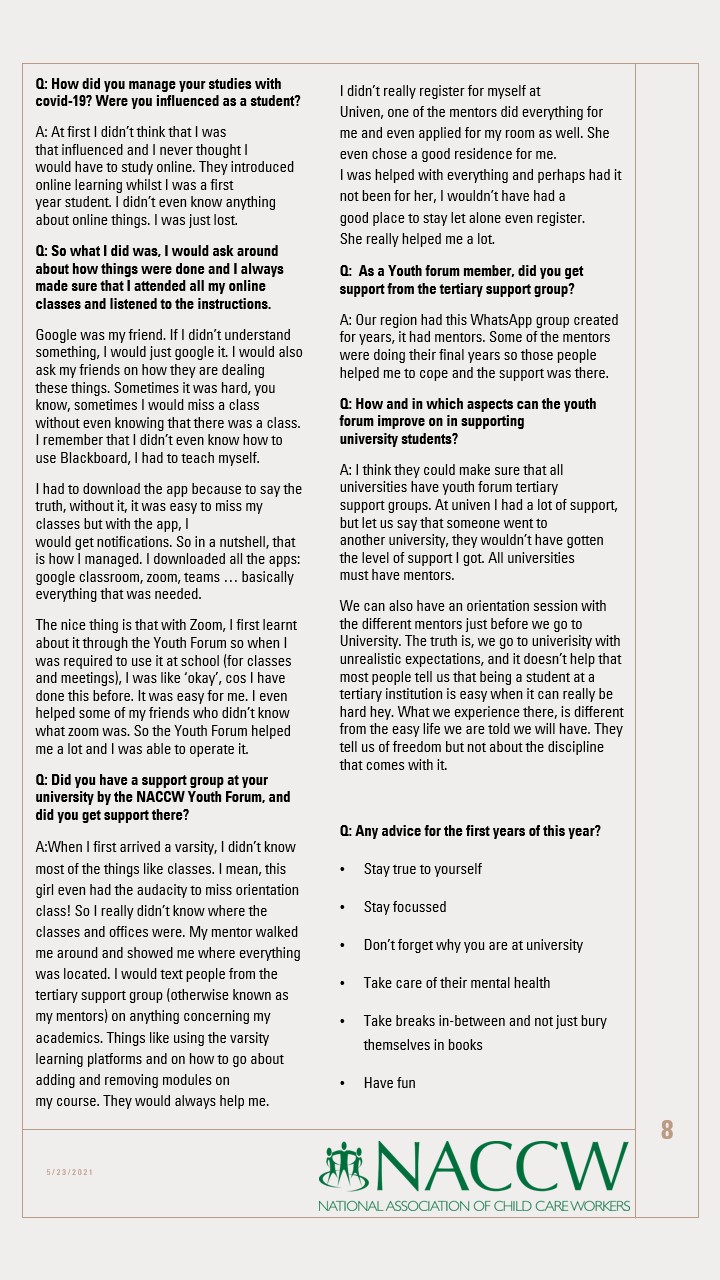 Q: How did you manage your studies with
covid-19? Were you influenced as a student?
A: At first I didn't think that I was
that influenced and I never thought I
would have to study online. They introduced
online learning whilst I was a first
year student. I didn't even know anything
about online things. I was just lost.
Q: So what I did was, I would ask around
about how things were done and I always
made sure that I attended all my online
classes and listened to the instructions.
Google was my friend. If I didn't understand
something, I would just google it. I would also
ask my friends on how they are dealing
these things. Sometimes it was hard, you
know, sometimes I would miss a class
without even knowing that there was a class.
I remember that I didn't even know how to
use Blackboard, I had to teach myself.
I had to download the app because to say the
truth, without it, it was easy to miss my
classes but with the app, I
would get notifications. So in a nutshell, that
is how I managed. I downloaded all the apps:
google classroom, zoom, teams … basically
everything that was needed.
The nice thing is that with Zoom, I first learnt
about it through the Youth Forum so when I
was required to use it at school (for classes
and meetings), I was like 'okay', cos I have
done this before. It was easy for me. I even
helped some of my friends who didn't know
what zoom was. So the Youth Forum helped
me a lot and I was able to operate it.
Q: Did you have a support group at your
university by the NACCW Youth Forum, and
did you get support there?
A:When I first arrived a varsity, I didn't know
most of the things like classes. I mean, this
girl even had the audacity to miss orientation
class! So I really didn't know where the
classes and offices were. My mentor walked
me around and showed me where everything
was located. I would text people from the
tertiary support group (otherwise known as
my mentors) on anything concerning my
academics. Things like using the varsity
learning platforms and on how to go about
adding and removing modules on
my course. They would always help me.
I didn't really register for myself at
Univen, one of the mentors did everything for
me and even applied for my room as well. She
even chose a good residence for me.
I was helped with everything and perhaps had it
not been for her, I wouldn't have had a
good place to stay let alone even register.
She really helped me a lot.
Q:  As a Youth forum member, did you get
support from the tertiary support group?
A: Our region had this WhatsApp group created
for years, it had mentors. Some of the mentors
were doing their final years so those people
helped me to cope and the support was there.
Q: How and in which aspects can the youth
forum improve on in supporting
university students?
A: I think they could make sure that all
universities have youth forum tertiary
support groups. At univen I had a lot of support,
but let us say that someone went to
another university, they wouldn't have gotten
the level of support I got. All universities
must have mentors.
We can also have an orientation session with
the different mentors just before we go to
University. The truth is, we go to univerisity with
unrealistic expectations, and it doesn't help that
most people tell us that being a student at a
tertiary institution is easy when it can really be
hard hey. What we experience there, is different
from the easy life we are told we will have. They
tell us of freedom but not about the discipline
that comes with it.
Q: Any advice for the first years of this year?
• Stay true to yourself
• Stay focussed
• Don't forget why you are at university
• Take care of their mental health
• Take breaks in-between and not just bury
themselves in books
• Have fun
8
5/23/2021
NACCW
NATIONAL ASSOCIATION OF CHILD CARE WORKERS